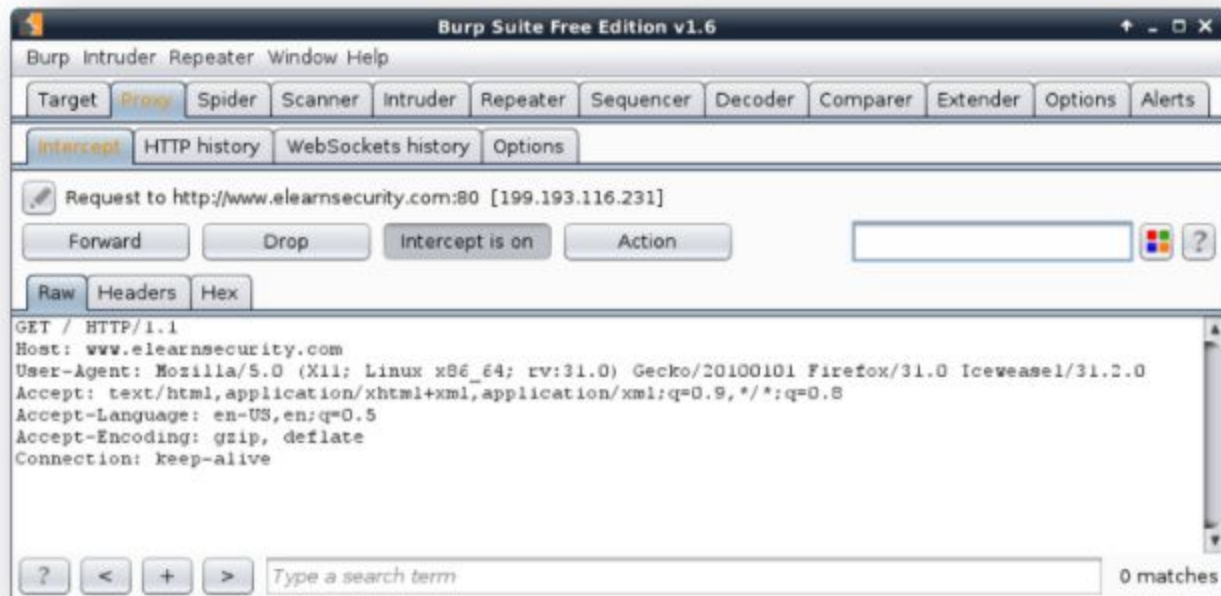 Burp Suite Free Edition v1.6
Burp Intruder Repeater Window Help
Target Proxy Spider Scanner Intruder Repeater Sequencer Decoder Comparer Extender Options Alerts
Intercept HTTP history WebSockets history Options
Request to http://www.elearnsecurity.com:80 [199.193.116.231]
Forward Drop Intercept is on Action ?
Raw Headers Hex
GET / HTTP/1.1
Host: www.elearnsecurity.com
User-Agent: Mozilla/5.0 (X11; Linux x86_64; rv:31.0) Gecko/20100101 Firefox/31.0 Iceweasel/31.2.0
Accept: text/html,application/xhtml+xml,application/xml;q=0.9,*/*;q=0.8
Accept-Language: en-US,en;q=0.5
Accept-Encoding: gzip, deflate
Connection: keep-alive
? < + > Type a search term 0 matches